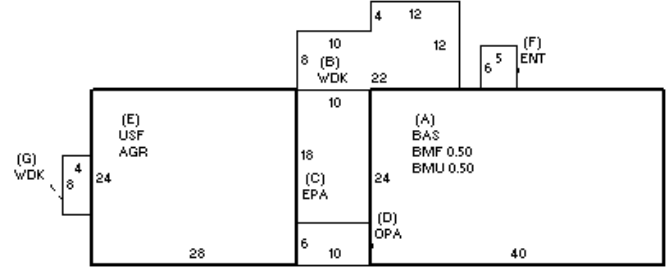 4 12
12
10
8 (B)
WDK
22
(F)
5 ENT
6
10
(E)
USF
AGR
(A)
BAS
BMF 0.50
BMU 0.50
(G)
WDK
4
8
24
18
(C)
EPA
24
(D)
OPA
6
28
10
40